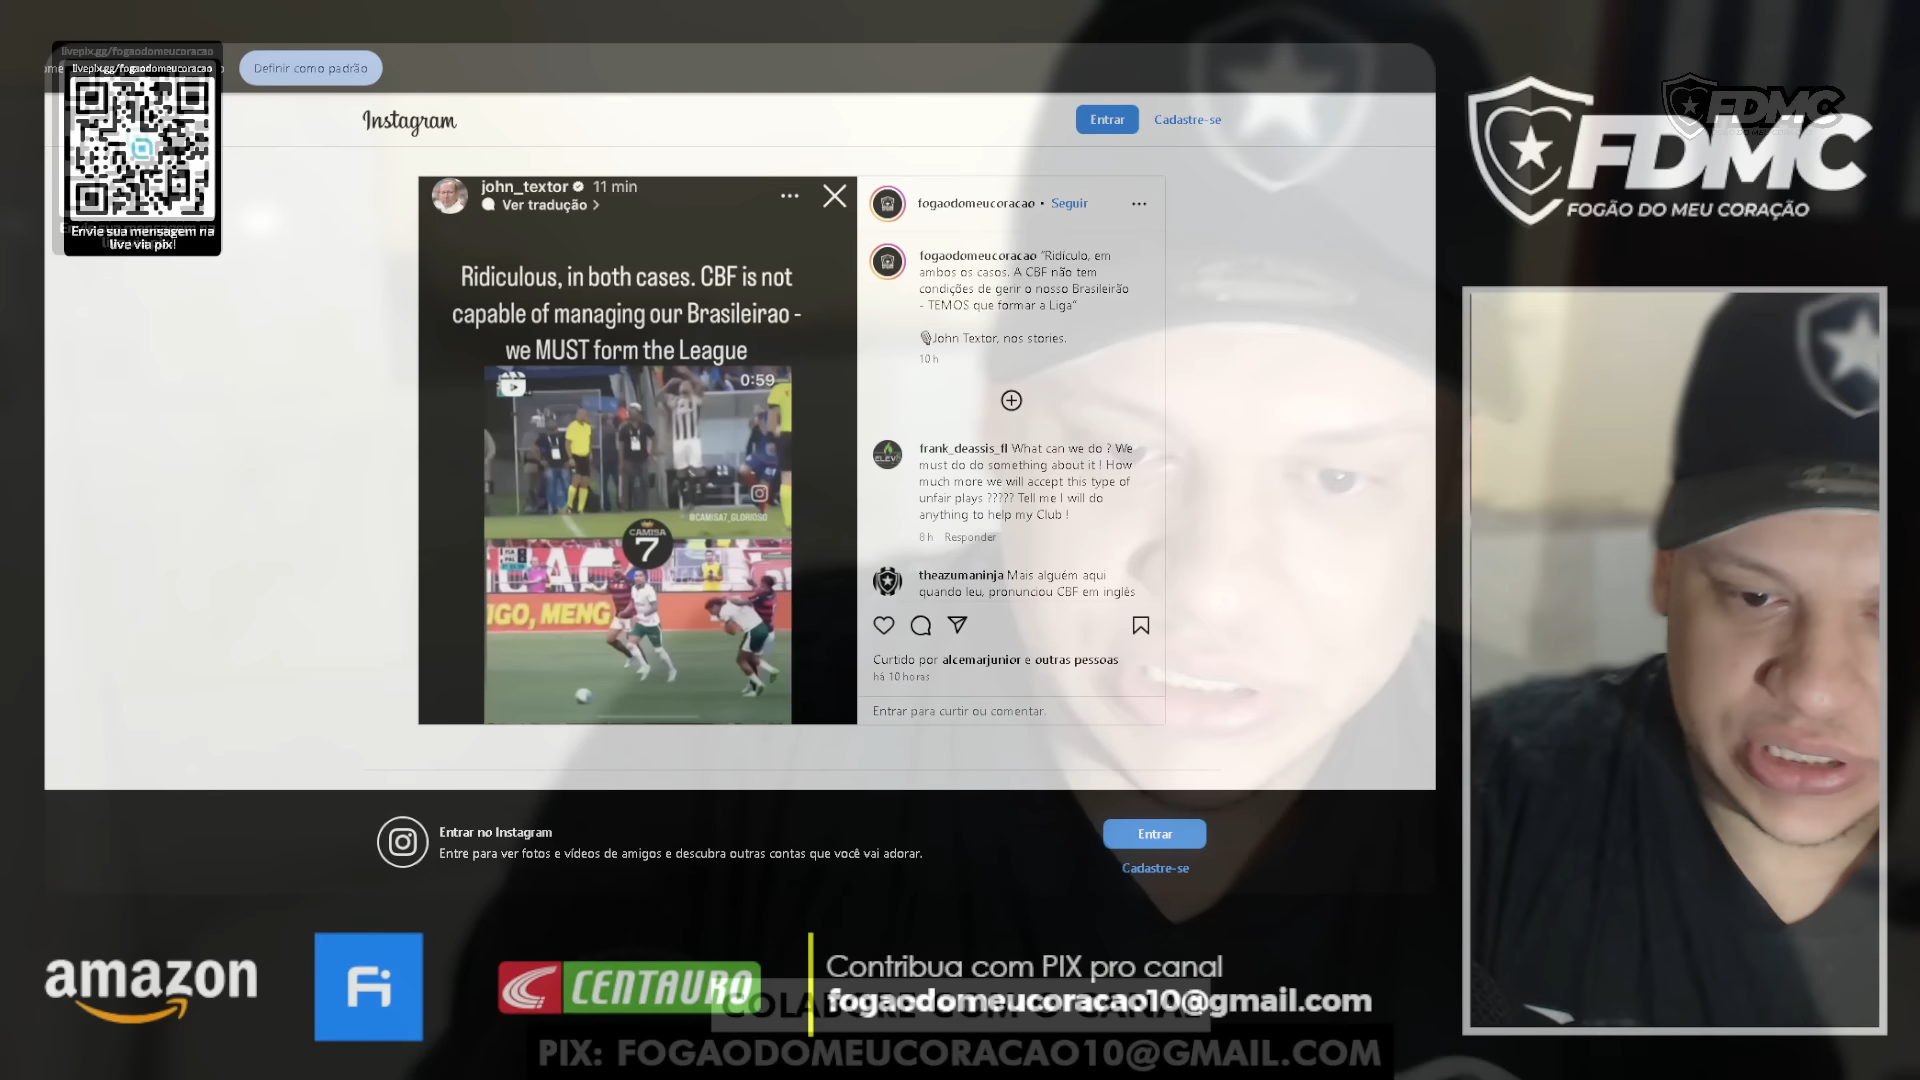 livepix.gg/fogaodomeucoracao
livepix.gg/fogaodomeucoracao
Definir como padrão
Envie sua mensagem na
live via pix!
Instagram
Entrar
Cadastre-se
FDMC
FDMC
FOGÃO DO MEU CORAÇÃO
john_textor 11 min
Ver tradução >
Ridiculous, in both cases. CBF is not
capable of managing our Brasileirao -
we MUST form the League
0:59
@CAMISA7_GLORIOSO
CAMISA
7
IGO, MENG
fogaodomeucoracao • Seguir
fogaodomeucoracao "Ridículo, em
ambos os casos. A CBF não tem
condições de gerir o nosso Brasileirão
- TEMOS que formar a Liga"
🎙John Textor, nos stories.
10 h
frank_deassis_fl What can we do ? We
must do do something about it ! How
much more we will accept this type of
unfair plays ????? Tell me I will do
anything to help my Club !
8 h Responder
theazumaninja Mais alguém aqui
quando leu, pronunciou CBF em inglês
Curtido por alcemarjunior e outras pessoas
há 10 horas
Entrar para curtir ou comentar.
Entrar no Instagram
Entre para ver fotos e vídeos de amigos e descubra outras contas que você vai adorar.
Entrar
Cadastre-se
amazon
Fi
CENTAURO
Contribua com PIX pro canal
fogaodomeucoracao10@gmail.com
COLABORE COM O CANAL
PIX: FOGAODOMEUCORACAO10@GMAIL.COM